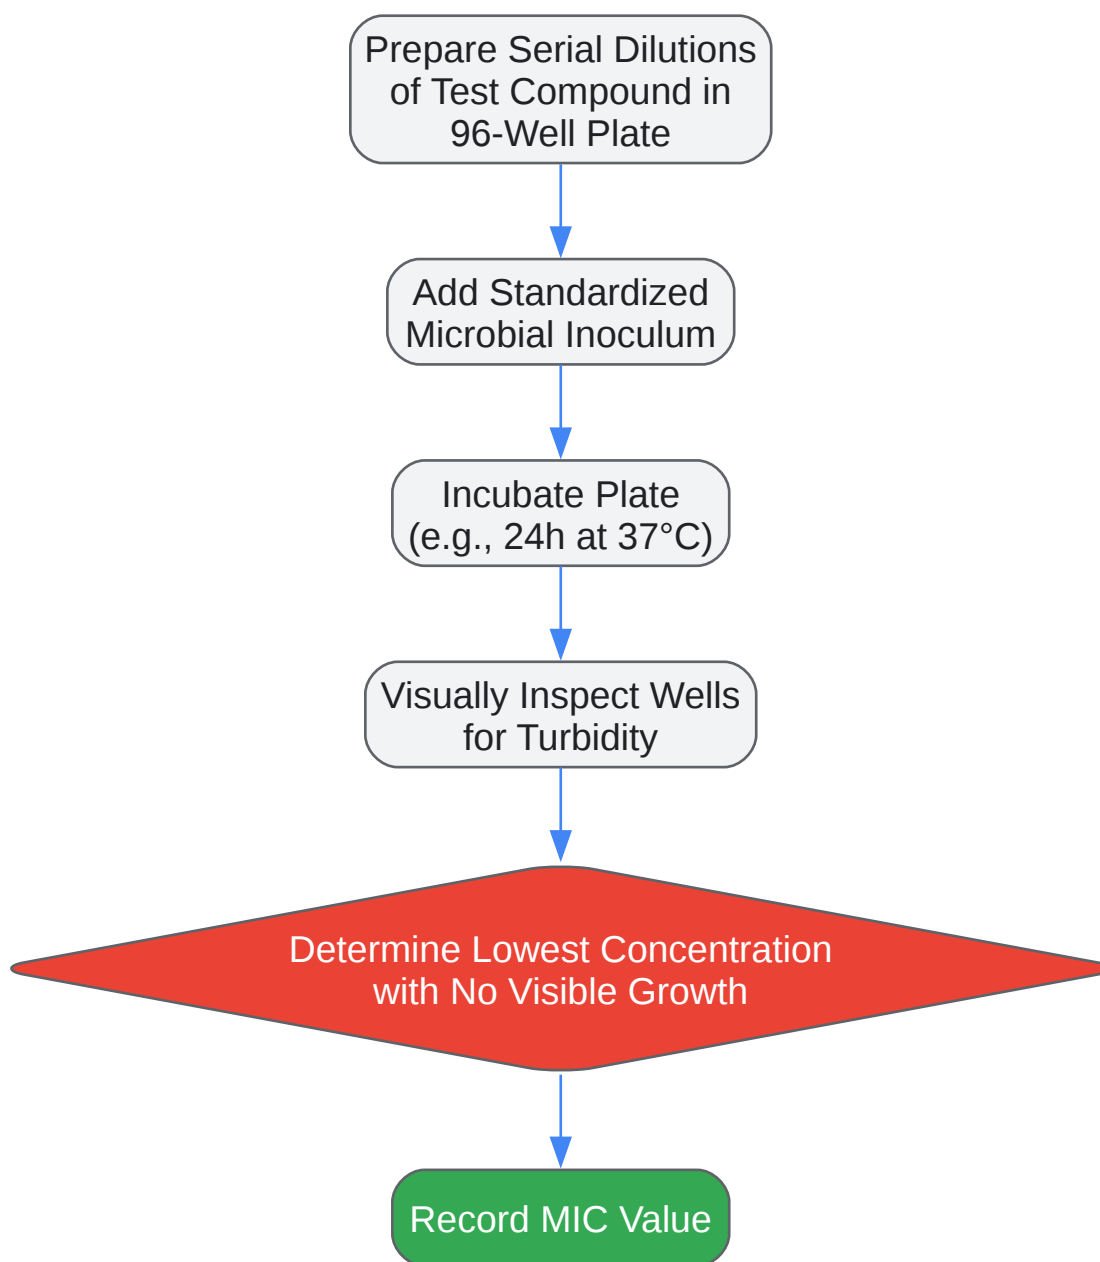 Prepare Serial Dilutions
of Test Compound in
96-Well Plate
Add Standardized
Microbial Inoculum
Incubate Plate
(e.g., 24h at 37°C)
Visually Inspect Wells
for Turbidity
Determine Lowest Concentration
with No Visible Growth
Record MIC Value